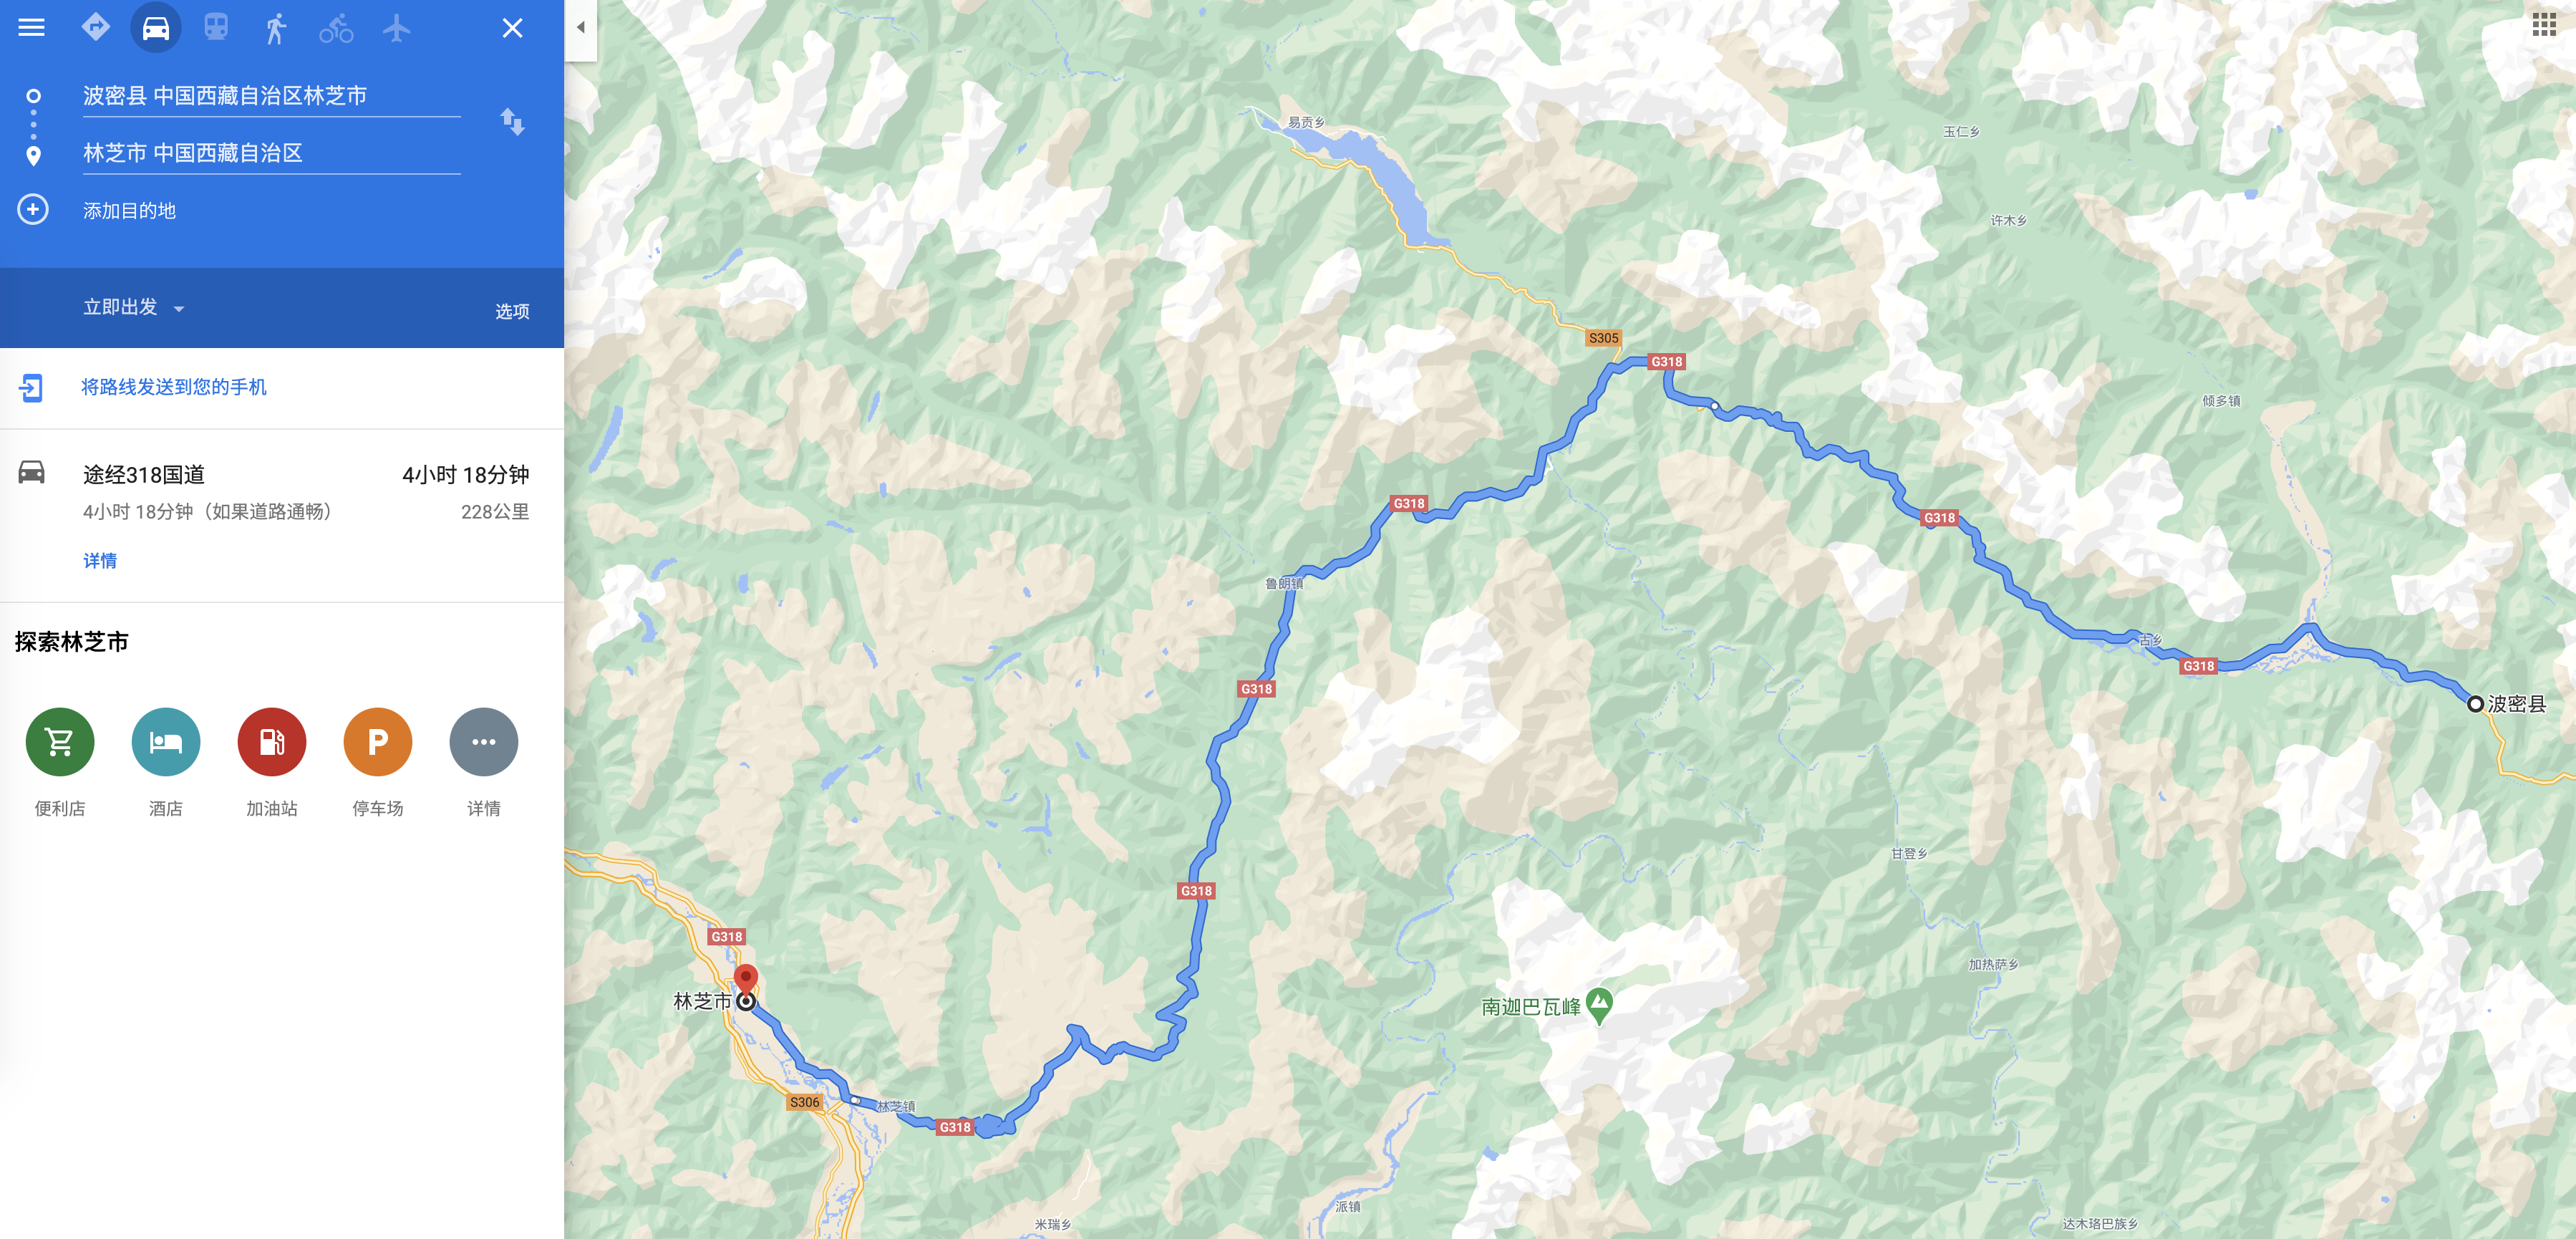 波密县 中国西藏自治区林芝市
林芝市 中国西藏自治区
添加目的地
立即出发
选项
将路线发送到您的手机
途经318国道
4小时 18分钟
4小时 18分钟（如果道路通畅）
228公里
详情
探索林芝市
P
便利店
酒店
加油站
停车场
详情
易贡乡
玉仁乡
许木乡
S305
G318
倾多镇
G318
G318
鲁朗镇
古乡
G318
G318
波密县
甘登乡
G318
G318
加热萨乡
林芝市
南迦巴瓦峰
S306
林芝镇
G318
派镇
米瑞乡
达木珞巴族乡